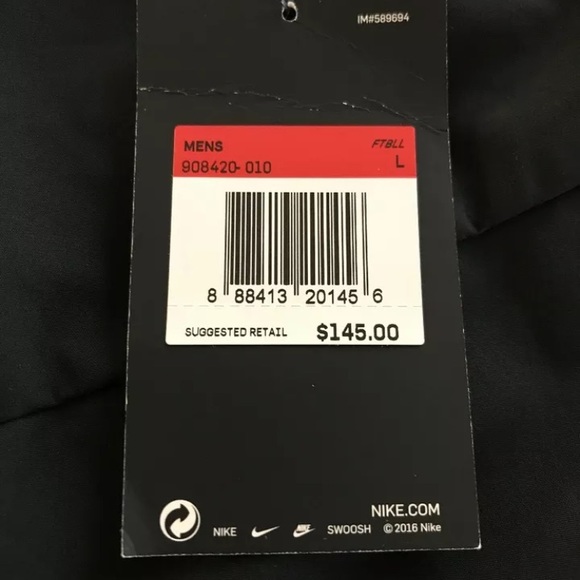 IM#589694
MENS FTBLL
908420-010 L
8 88413 20145 6
SUGGESTED RETAIL $145.00
NIKE.COM
NIKE SWOOSH © 2016 Nike